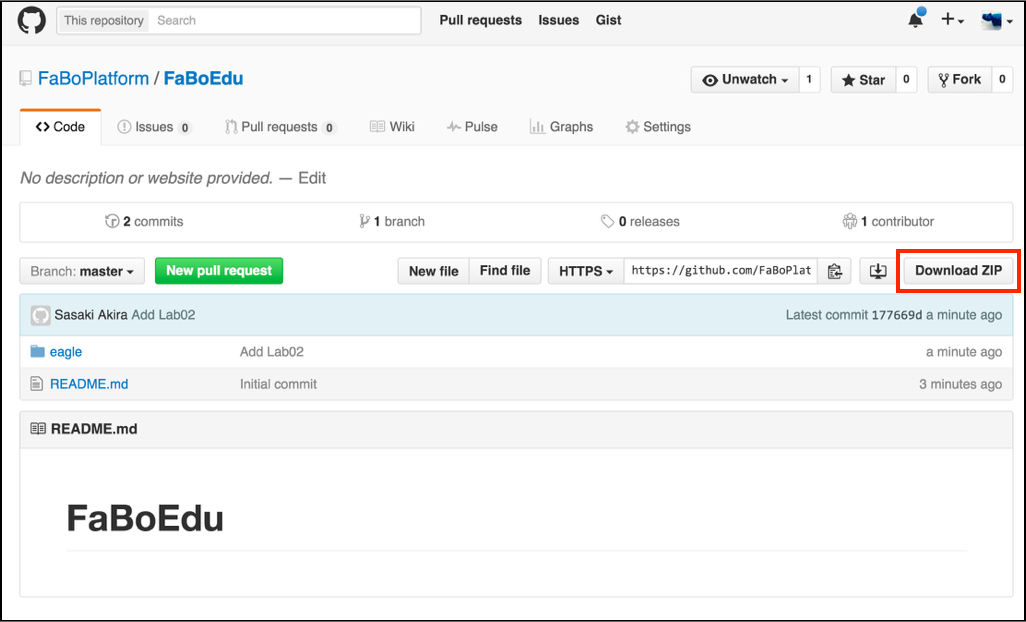 This repository Search Pull requests Issues Gist
FaBoPlatform / FaBoEdu Unwatch 1 Star 0 Fork 0
Code Issues 0 Pull requests 0 Wiki Pulse Graphs Settings
No description or website provided. — Edit
2 commits 1 branch 0 releases 1 contributor
Branch: master New pull request New file Find file HTTPS https://github.com/FaBoPlat Download ZIP
Sasaki Akira Add Lab02 Latest commit 177669d a minute ago
eagle Add Lab02 a minute ago
README.md Initial commit 3 minutes ago
README.md
FaBoEdu